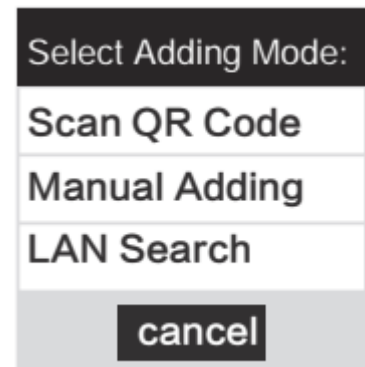 Select Adding Mode:
Scan QR Code
Manual Adding
LAN Search
cancel